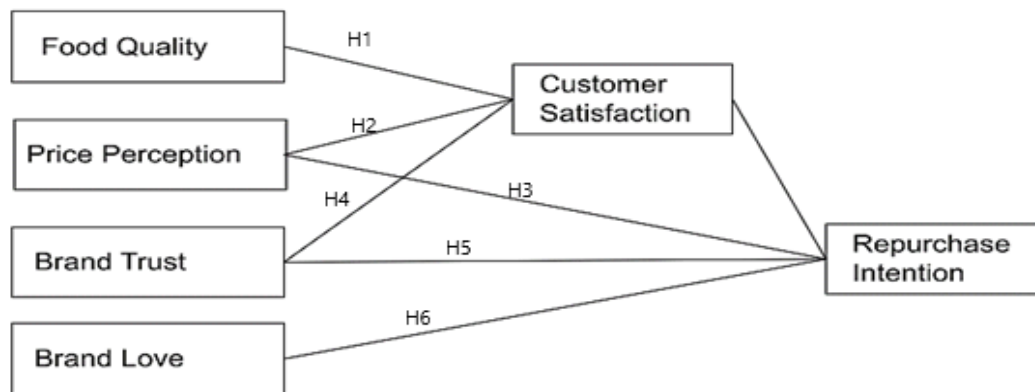 Food Quality
H1
Customer
Satisfaction
H2
Price Perception
H3
H4
Brand Trust
H5
Repurchase
Intention
H6
Brand Love